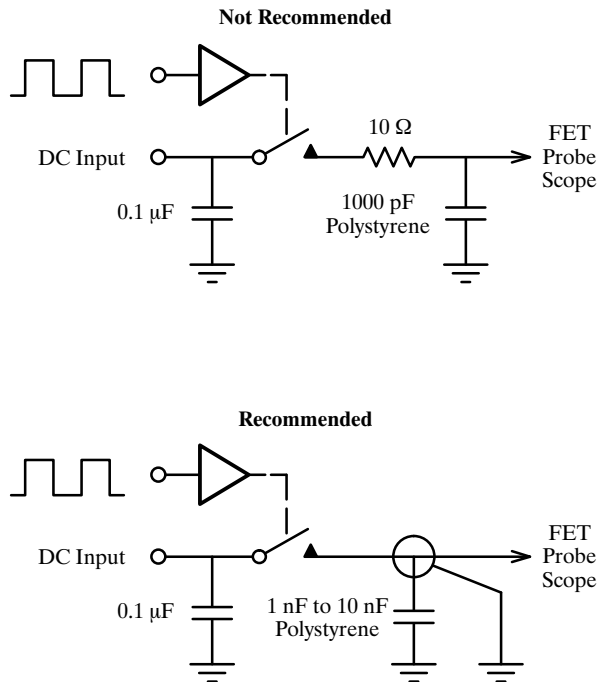 Not Recommended
10 Ω
FET
Probe
Scope
DC Input
0.1 μF
1000 pF
Polystyrene
Recommended
FET
Probe
Scope
DC Input
0.1 μF
1 nF to 10 nF
Polystyrene